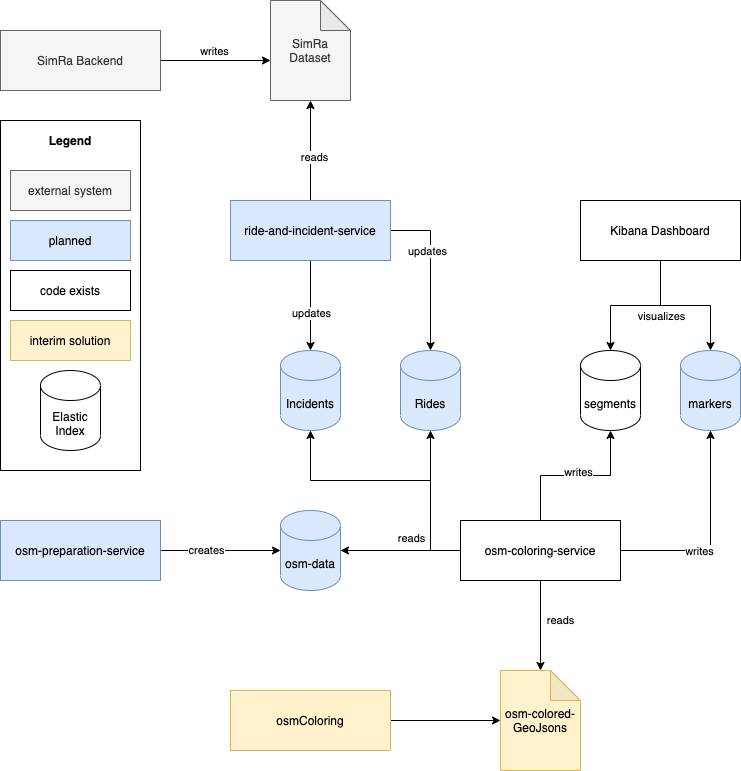 SimRa Backend
writes
SimRa
Dataset
reads
Legend
external system
planned
code exists
interim solution
Elastic
Index
ride-and-incident-service
updates
updates
Kibana Dashboard
visualizes
Incidents
Rides
segments
markers
writes
osm-preparation-service
creates
osm-data
reads
osm-coloring-service
writes
reads
osmColoring
osm-colored-
GeoJsons